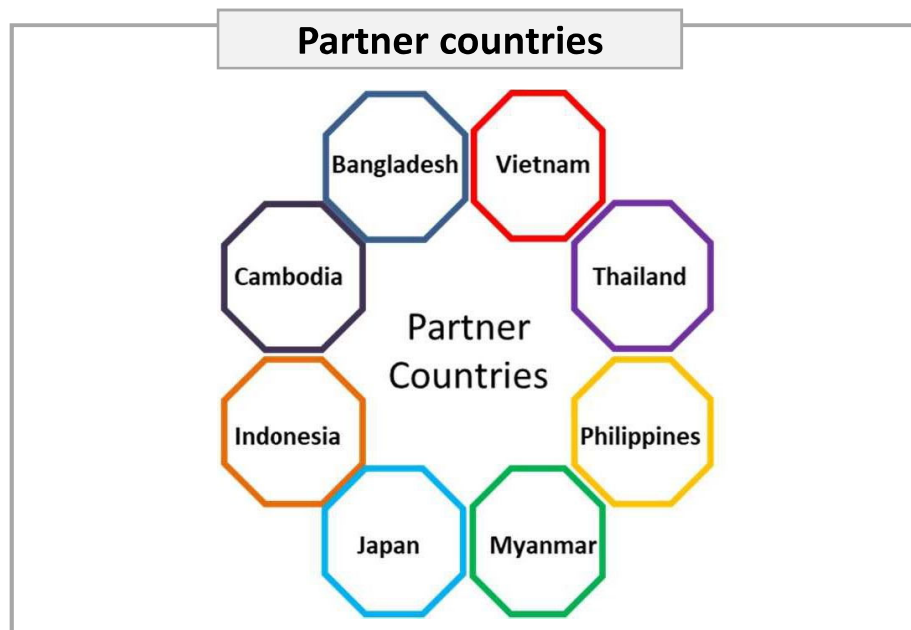 Partner countries
Bangladesh
Vietnam
Cambodia
Thailand
Partner
Countries
Indonesia
Philippines
Japan
Myanmar